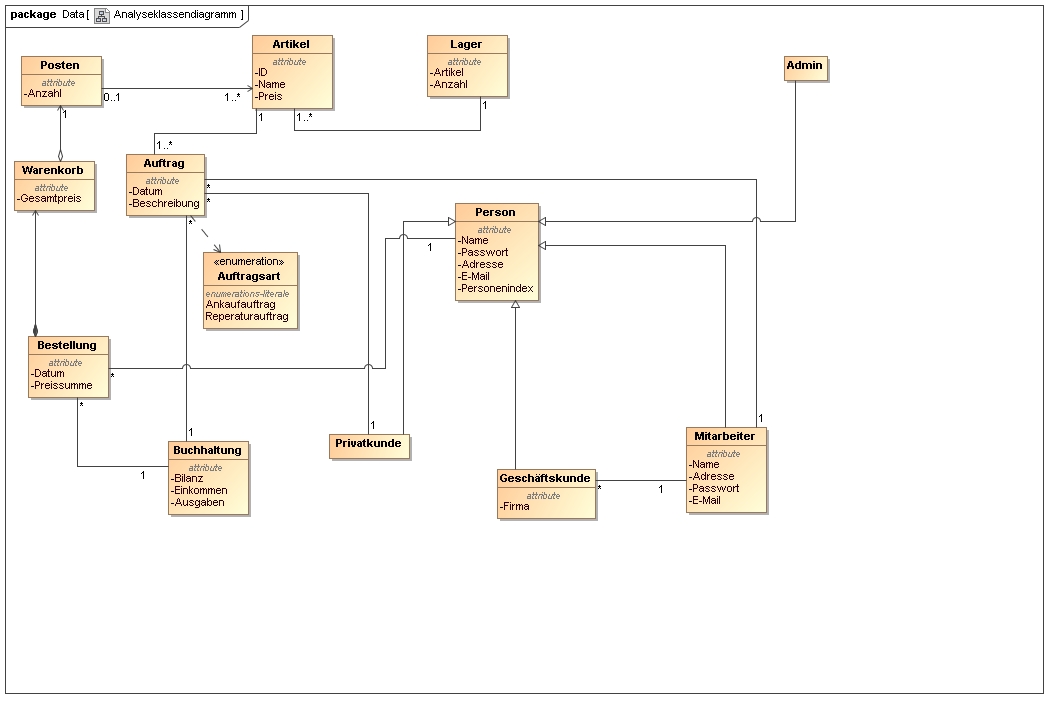 package Data[ Analyseklassendiagramm ]
Posten
attribute
-Anzahl
Artikel
attribute
-ID
-Name
-Preis
Lager
attribute
-Artikel
-Anzahl
Admin
0..1
1..*
1
1
1..*
1
1..*
Warenkorb
attribute
-Gesamtpreis
Auftrag
attribute
-Datum
-Beschreibung
*
*
*
«enumeration»
Auftragsart
enumerations-literale
Ankaufauftrag
Reperaturauftrag
Person
attribute
-Name
-Passwort
-Adresse
-E-Mail
-Personenindex
1
Bestellung
attribute
-Datum
-Preissumme
*
*
1
1
Buchhaltung
attribute
-Bilanz
-Einkommen
-Ausgaben
1
Privatkunde
Geschäftskunde
attribute
-Firma
*
1
1
Mitarbeiter
attribute
-Name
-Adresse
-Passwort
-E-Mail